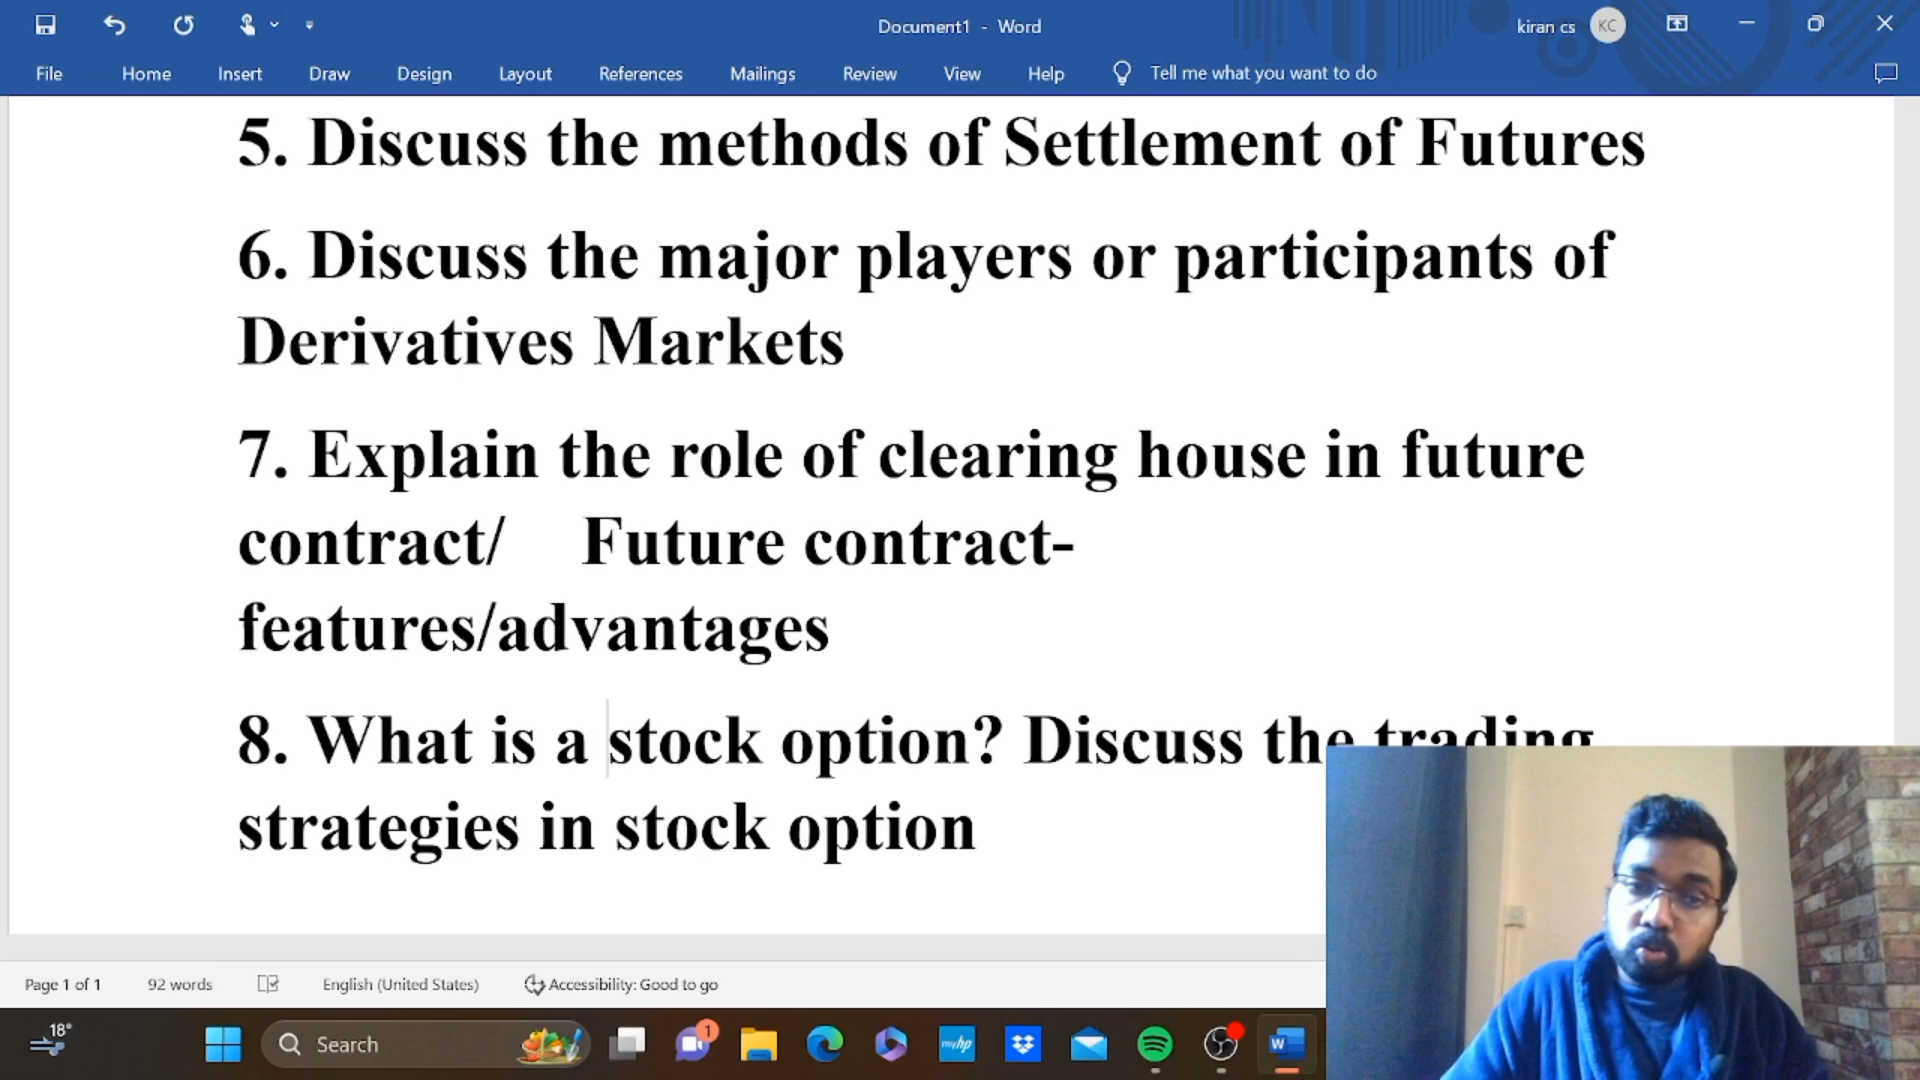 Document1 - Word
kiran cs
KC
File Home Insert Draw Design Layout References Mailings Review View Help Tell me what you want to do
5. Discuss the methods of Settlement of Futures
6. Discuss the major players or participants of
Derivatives Markets
7. Explain the role of clearing house in future
contract/ Future contract-
features/advantages
8. What is a stock option? Discuss the trading
strategies in stock option
Page 1 of 1 92 words English (United States) Accessibility: Good to go
18°
Search
1
myhp
W